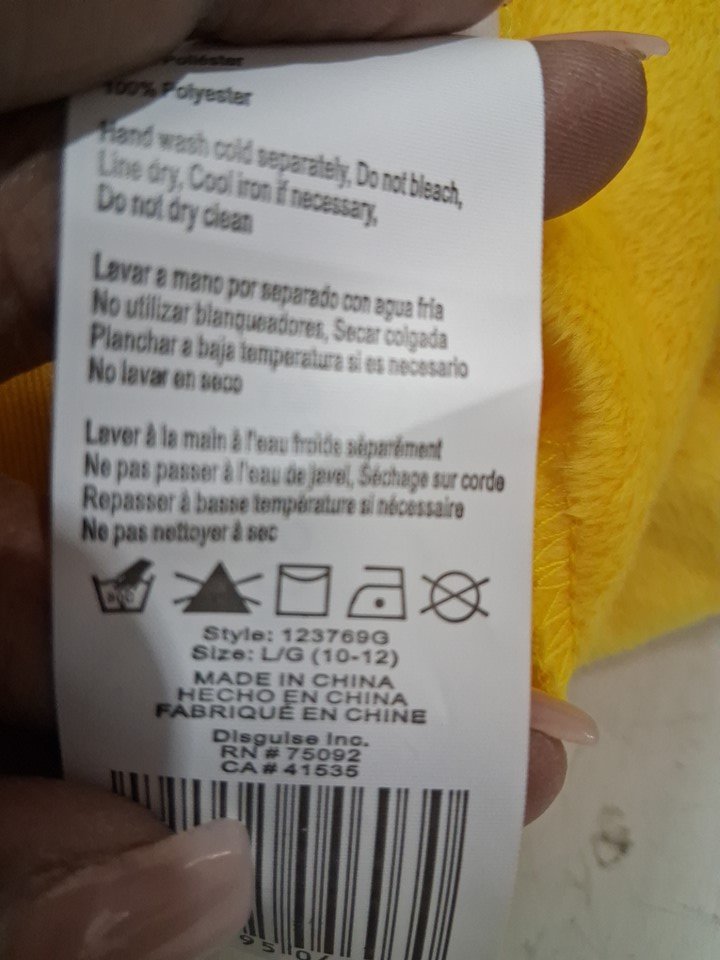 Poliéster
100% Polyester
Hand wash cold separately, Do not bleach,
Line dry, Cool iron if necessary,
Do not dry clean
Lavar a mano por separado con agua fría
No utilizar blanqueadores, Secar colgada
Planchar a baja temperatura si es necesario
No lavar en seco
Laver à la main à l'eau froide séparément
Ne pas passer à l'eau de javel, Séchage sur corde
Repasser à basse température si nécessaire
Ne pas nettoyer à sec
Style: 123769G
Size: L/G (10-12)
MADE IN CHINA
HECHO EN CHINA
FABRIQUÉ EN CHINE
Disguise Inc.
RN # 75092
CA # 41535